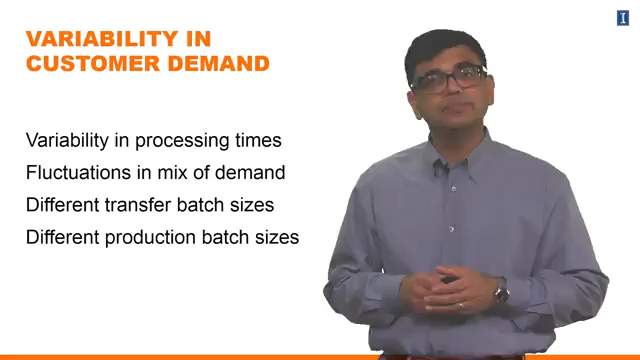 VARIABILITY IN
CUSTOMER DEMAND
Variability in processing times
Fluctuations in mix of demand
Different transfer batch sizes
Different production batch sizes
I